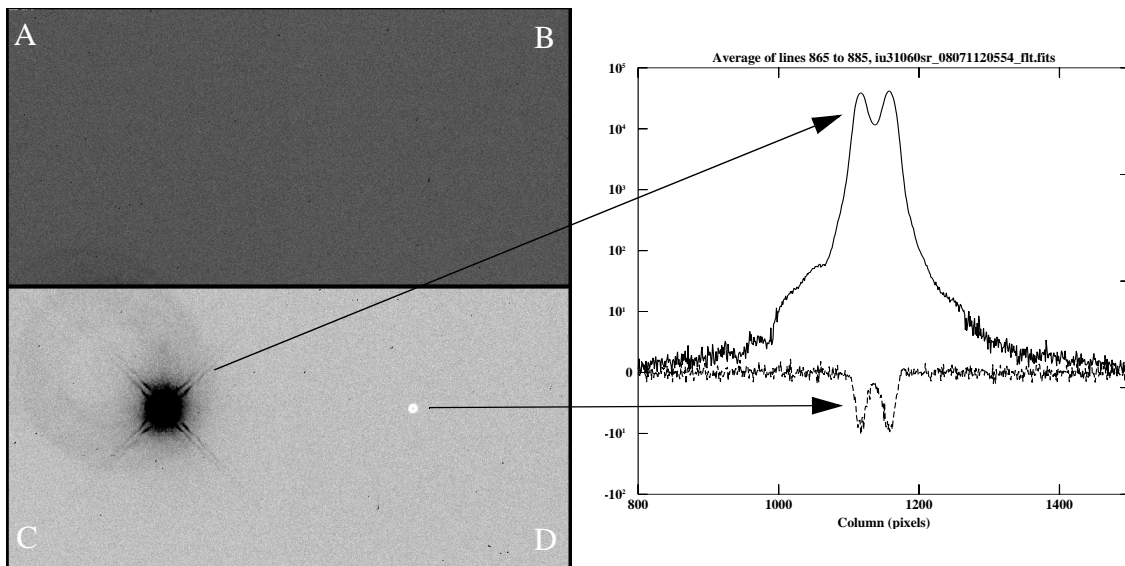 A
B
C
D
Average of lines 865 to 885, iu31060sr_08071120554_flt.fits
10⁵
10⁴
10³
10²
10¹
0
-10¹
-10²
800
1000
1200
1400
Column (pixels)